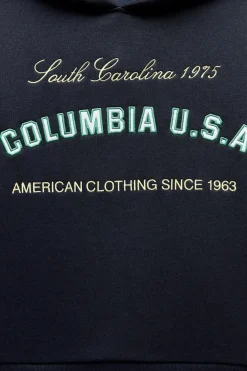 South Carolina 1975
COLUMBIA U.S.A
AMERICAN CLOTHING SINCE 1963